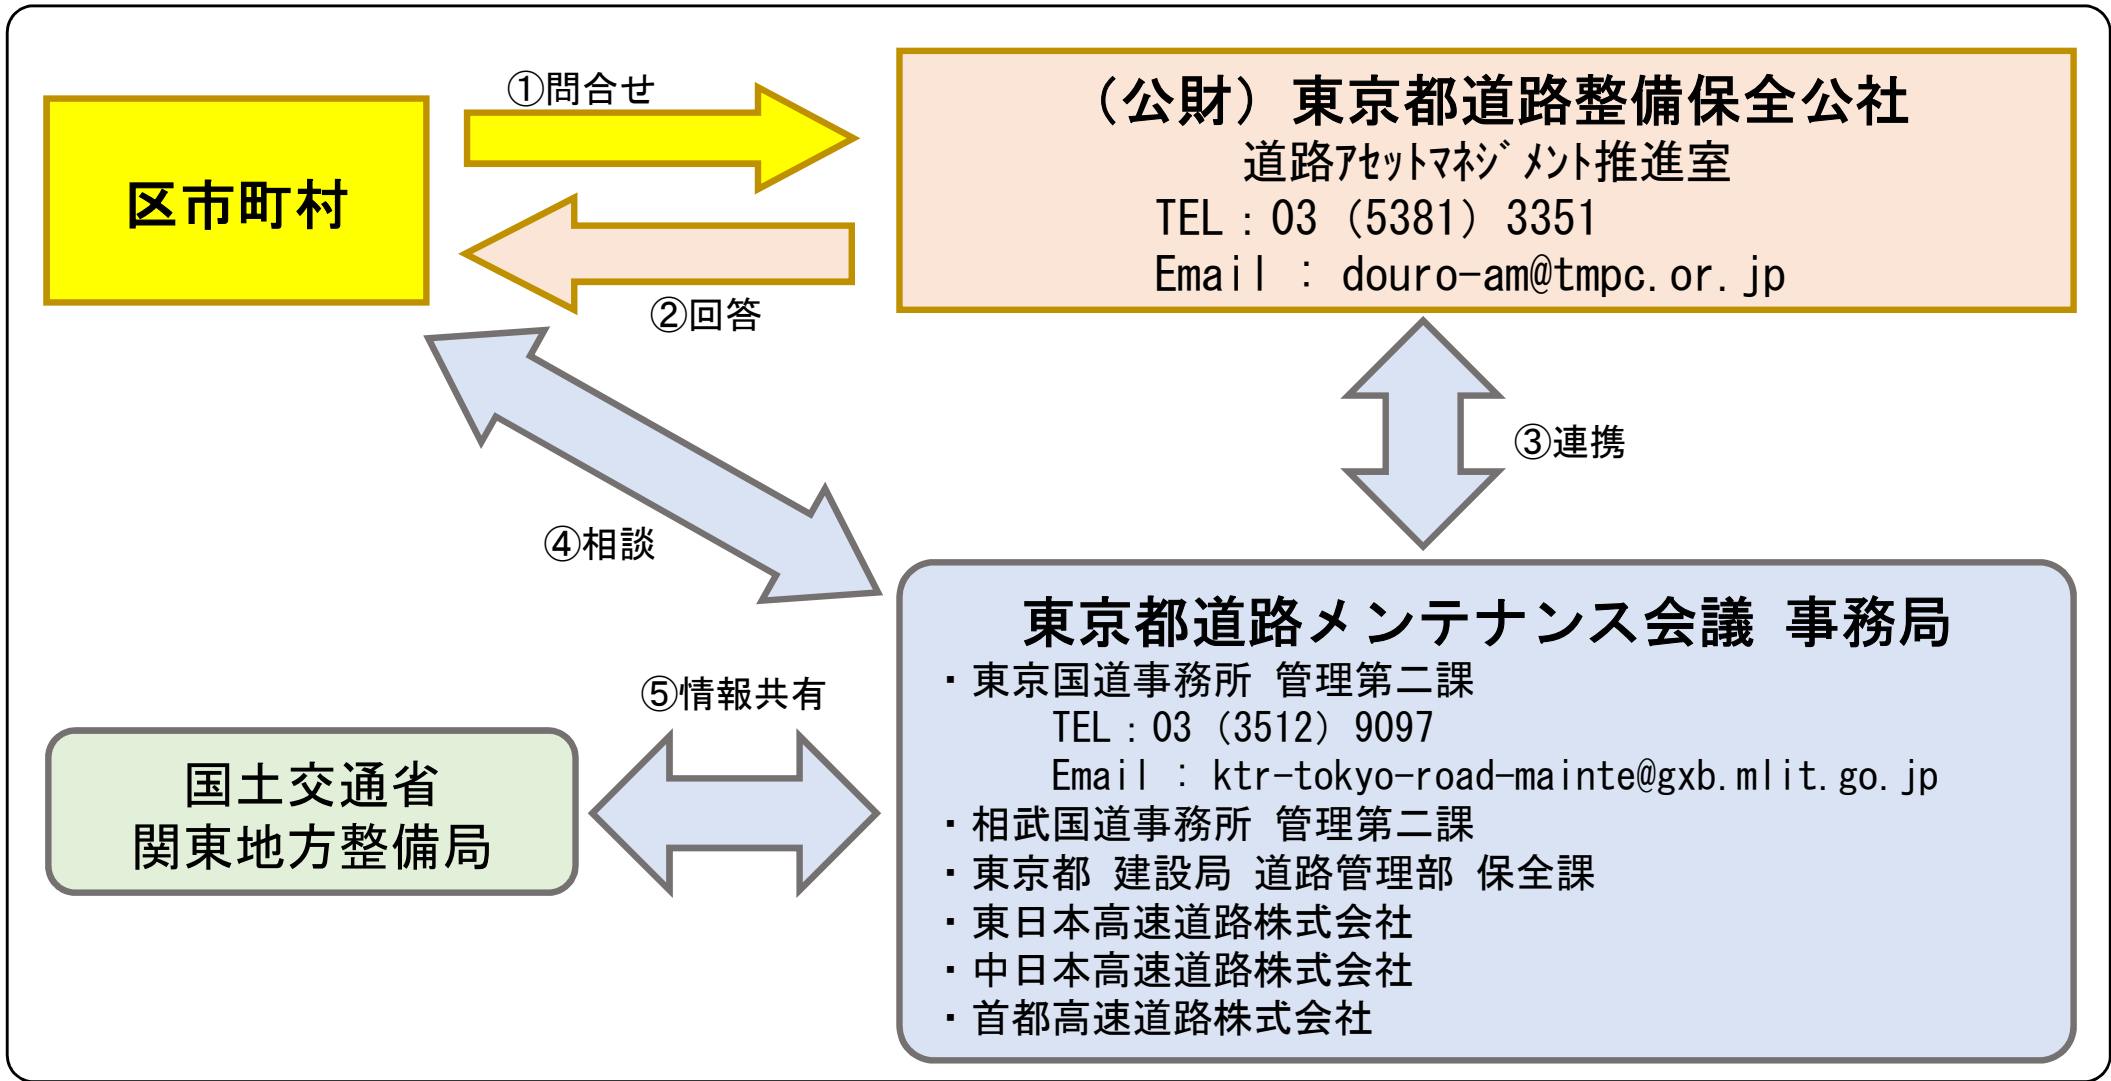 ①問合せ
区市町村
②回答
(公財)東京都道路整備保全公社
道路ｱｾｯﾄﾏﾈｼﾞﾒﾝﾄ推進室
TEL：03（5381）3351
Email ： douro-am@tmpc.or.jp
③連携
④相談
東京都道路メンテナンス会議 事務局
・東京国道事務所 管理第二課
TEL：03（3512）9097
Email ： ktr-tokyo-road-mainte@gxb.mlit.go.jp
・相武国道事務所 管理第二課
・東京都 建設局 道路管理部 保全課
・東日本高速道路株式会社
・中日本高速道路株式会社
・首都高速道路株式会社
⑤情報共有
国土交通省
関東地方整備局